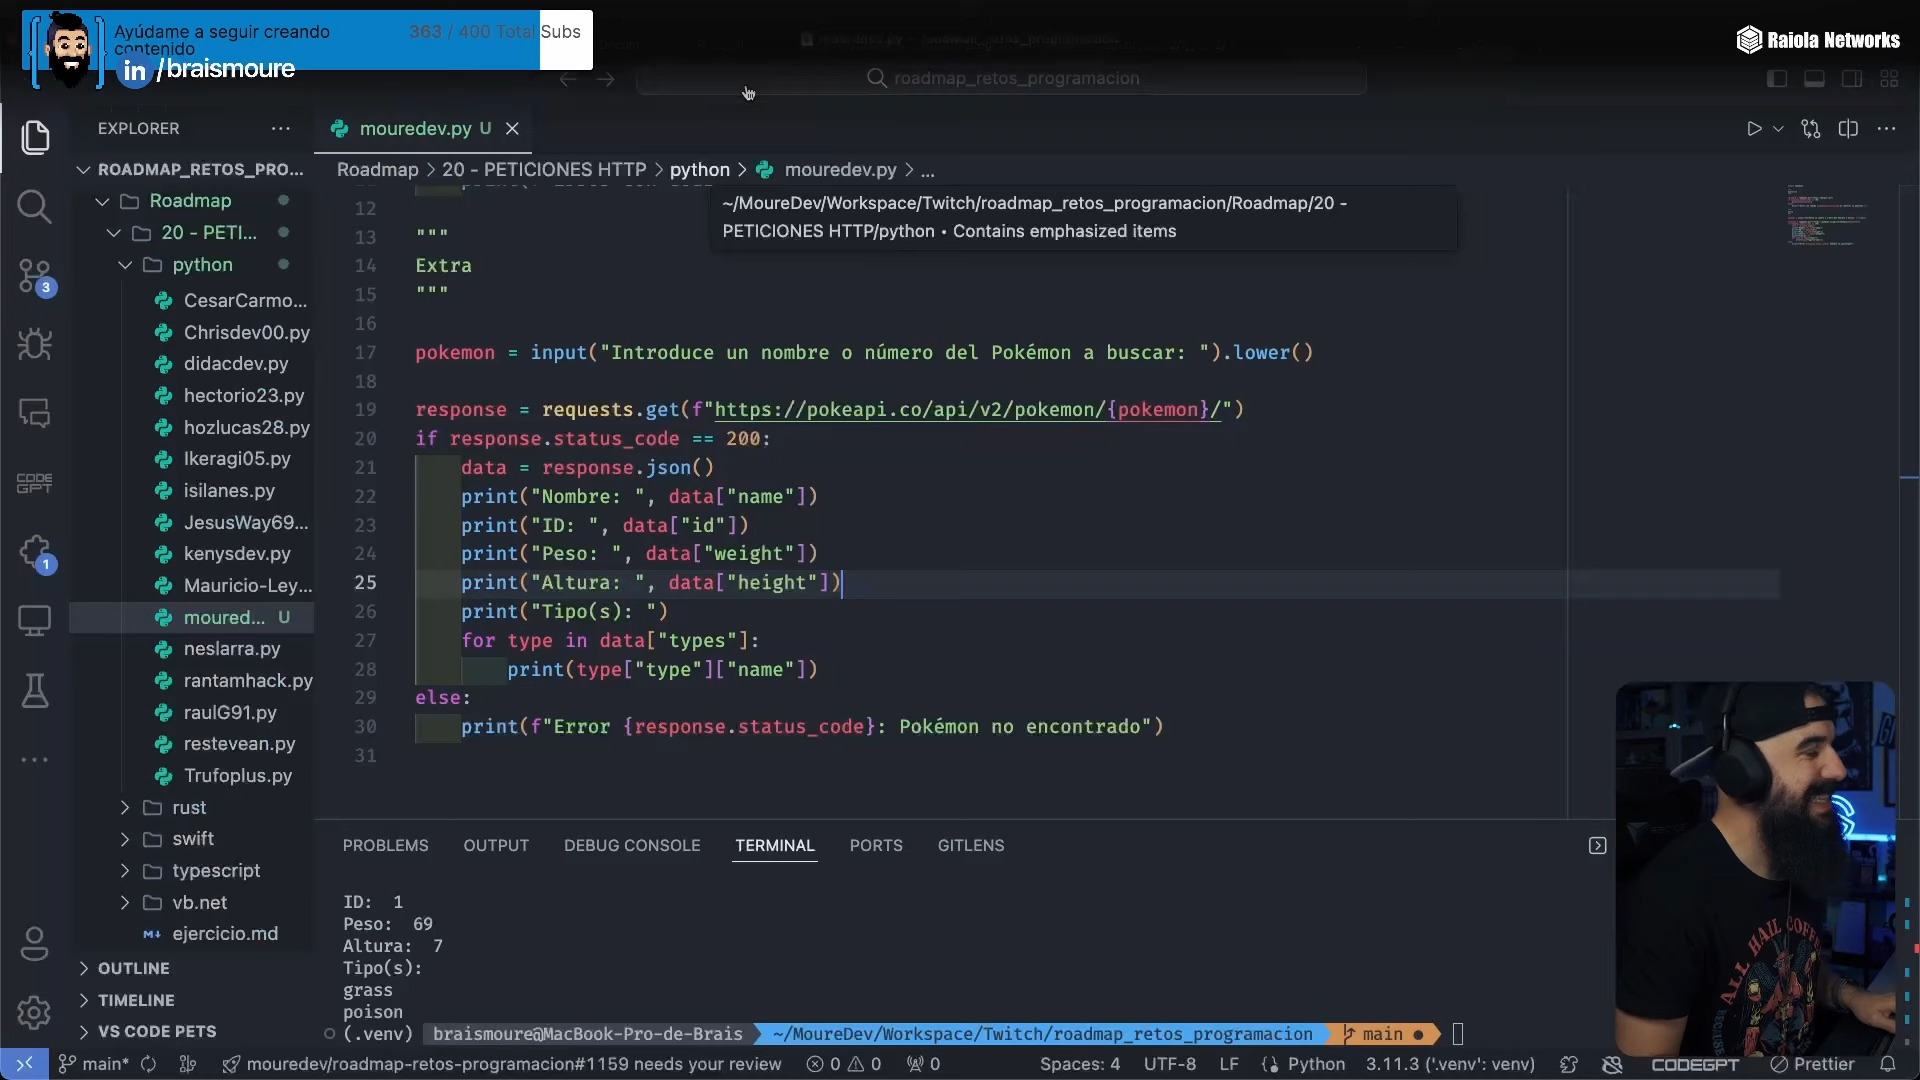 Ayúdame a seguir creando contenido
363 / 400 Total Subs
in/braismoure
Raiola Networks
roadmap_retos_programacion
EXPLORER
mouredev.py U
ROADMAP_RETOS_PRO...
Roadmap > 20 - PETICIONES HTTP > python > mouredev.py > ...
~/MoureDev/Workspace/Twitch/roadmap_retos_programacion/Roadmap/20 -
PETICIONES HTTP/python • Contains emphasized items
Roadmap
20 - PETI...
python
CesarCarmo...
Chrisdev00.py
didacdev.py
hectorio23.py
hozlucas28.py
Ikeragi05.py
isilanes.py
JesusWay69...
kenysdev.py
Mauricio-Ley...
moured... U
neslarra.py
rantamhack.py
raulG91.py
restevean.py
Trufoplus.py
rust
swift
typescript
vb.net
ejercicio.md
OUTLINE
TIMELINE
VS CODE PETS
3
CODE
GPT
1
12
13 """
14 Extra
15 """
16
17 pokemon = input("Introduce un nombre o número del Pokémon a buscar: ").lower()
18
19 response = requests.get(f"https://pokeapi.co/api/v2/pokemon/{pokemon}/")
20 if response.status_code == 200:
21 data = response.json()
22 print("Nombre: ", data["name"])
23 print("ID: ", data["id"])
24 print("Peso: ", data["weight"])
25 print("Altura: ", data["height"])
26 print("Tipo(s): ")
27 for type in data["types"]:
28 print(type["type"]["name"])
29 else:
30 print(f"Error {response.status_code}: Pokémon no encontrado")
31
PROBLEMS OUTPUT DEBUG CONSOLE TERMINAL PORTS GITLENS
ID:  1
Peso:  69
Altura:  7
Tipo(s):
grass
poison
(.venv) braismoure@MacBook-Pro-de-Brais ~/MoureDev/Workspace/Twitch/roadmap_retos_programacion main
ALL HAIL COFFE
main* mouredev/roadmap-retos-programacion#1159 needs your review 0 0 0 Spaces: 4 UTF-8 LF Python 3.11.3 ('.venv': venv) CODEGPT Prettier